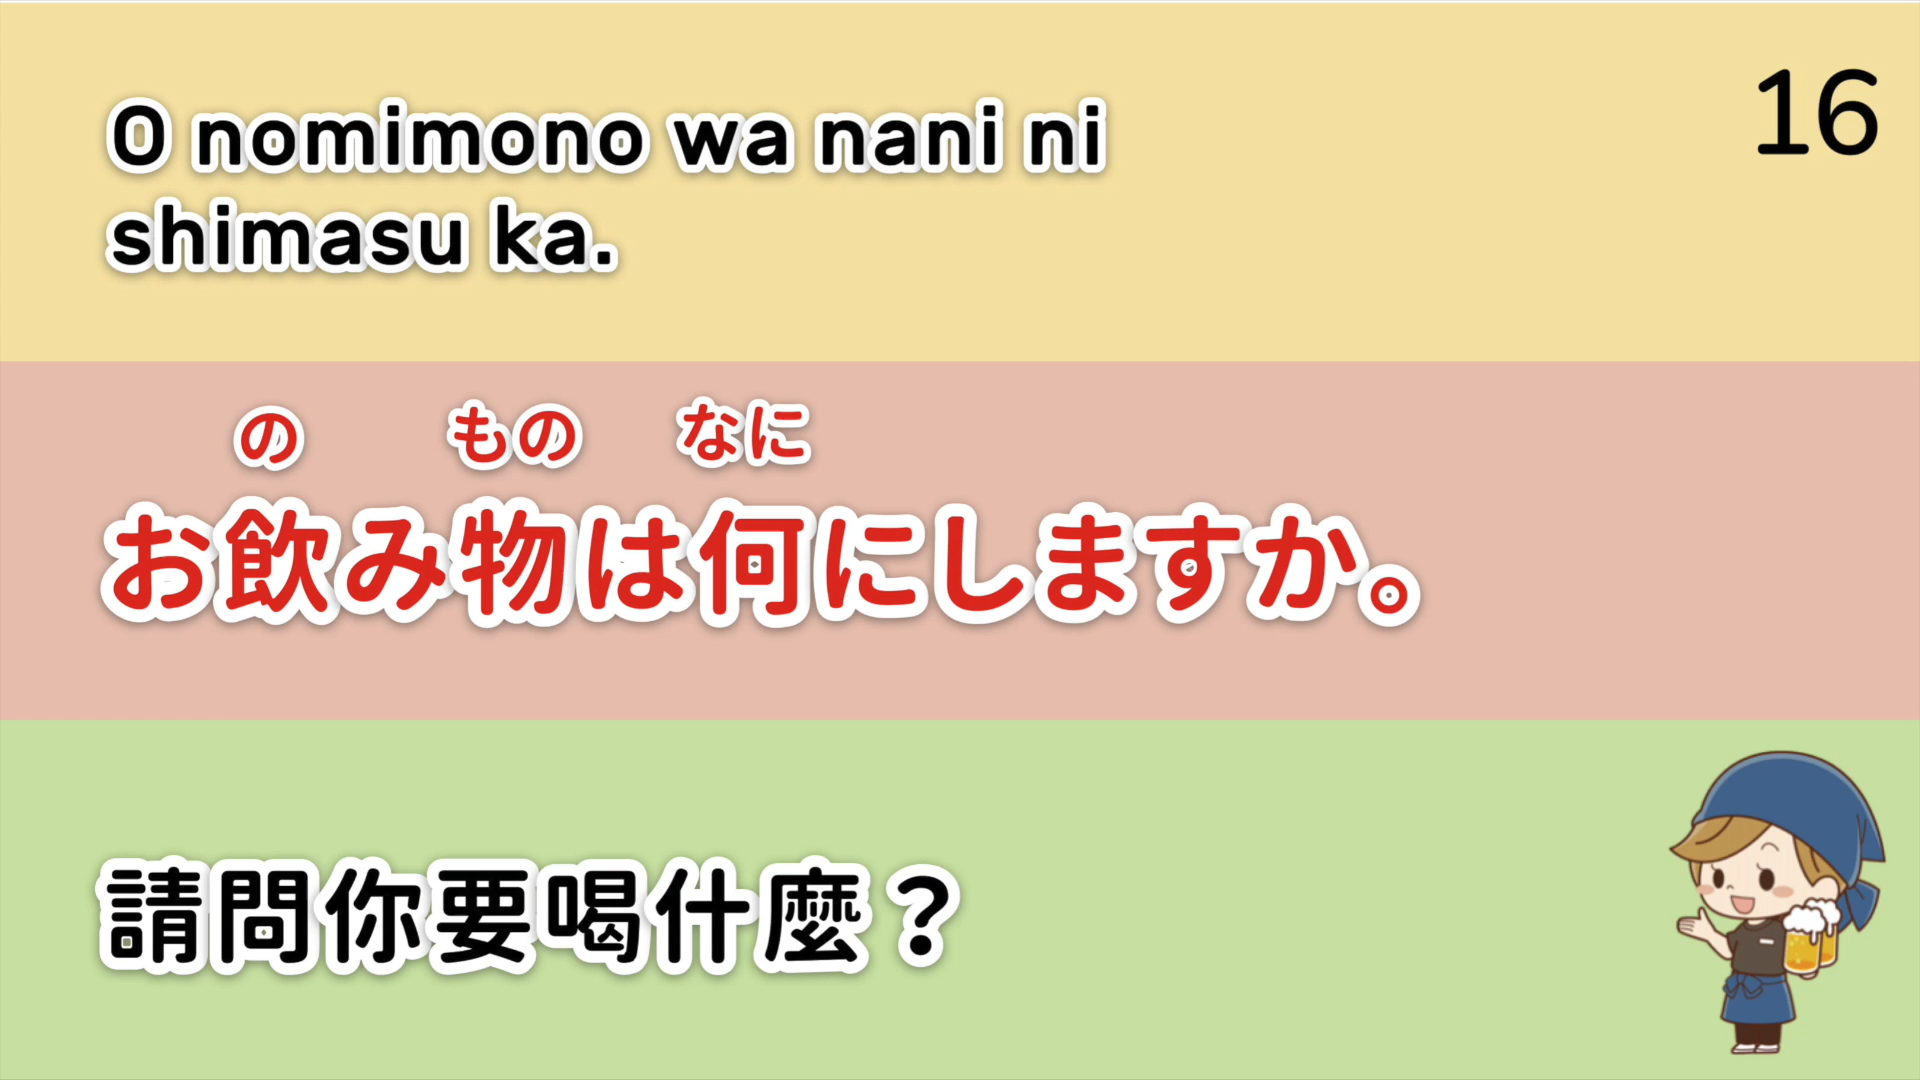 O nomimono wa nani ni
16
shimasu ka.
の もの なに
お飲み物は何にしますか。
請問你要喝什麼？